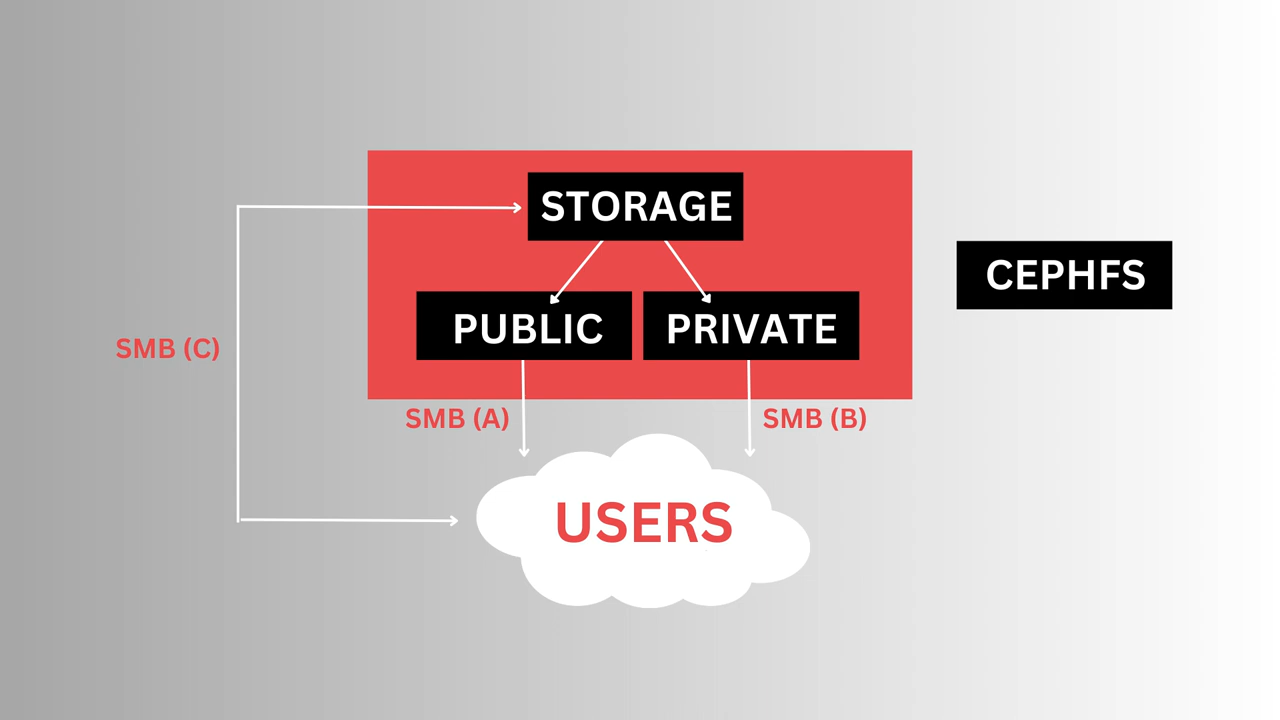 STORAGE
CEPHFS
PUBLIC
PRIVATE
SMB (C)
SMB (A)
SMB (B)
USERS